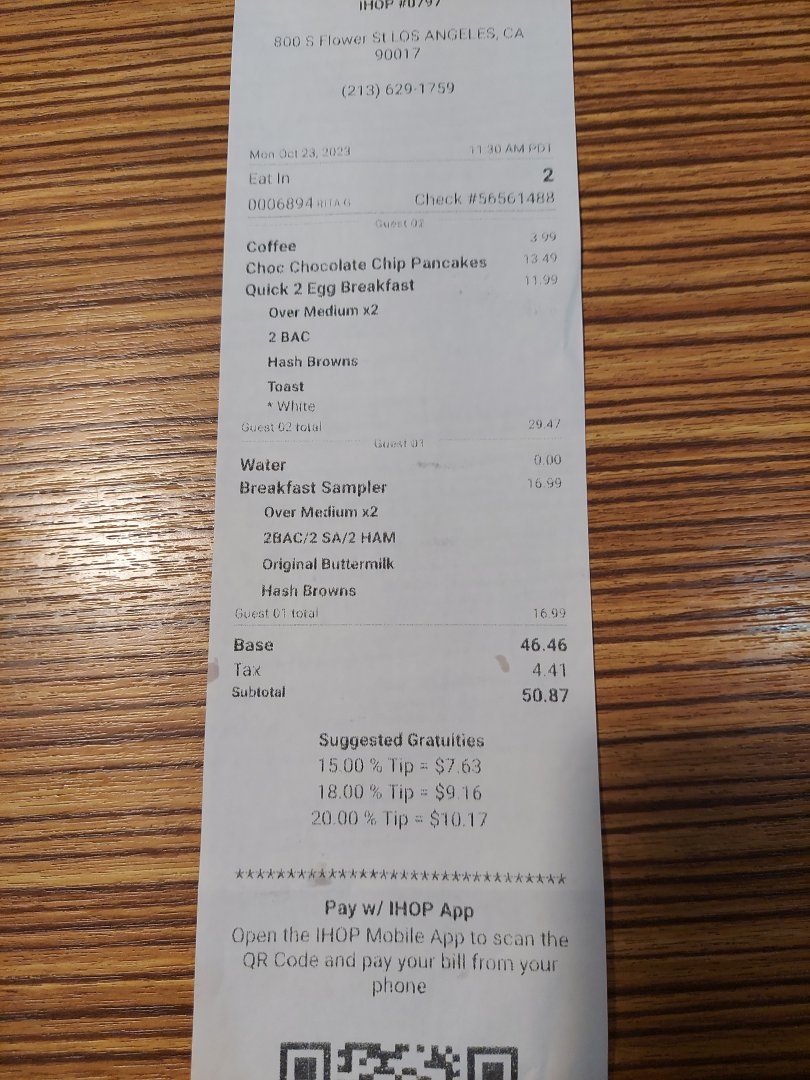 IHOP #0797
800 S Flower St LOS ANGELES, CA
90017
(213) 629-1759
Mon Oct 23, 2023 11:30 AM PDT
Eat In 2
0006894 RITA G Check #56561488
Guest 02
Coffee 3.99
Choc Chocolate Chip Pancakes 13.49
Quick 2 Egg Breakfast 11.99
Over Medium x2
2 BAC
Hash Browns
Toast
* White
Guest 02 total 29.47
Guest 01
Water 0.00
Breakfast Sampler 16.99
Over Medium x2
2BAC/2 SA/2 HAM
Original Buttermilk
Hash Browns
Guest 01 total 16.99
Base 46.46
Tax 4.41
Subtotal 50.87
Suggested Gratuities
15.00 % Tip = $7.63
18.00 % Tip = $9.16
20.00 % Tip = $10.17
********************************
Pay w/ IHOP App
Open the IHOP Mobile App to scan the
QR Code and pay your bill from your
phone